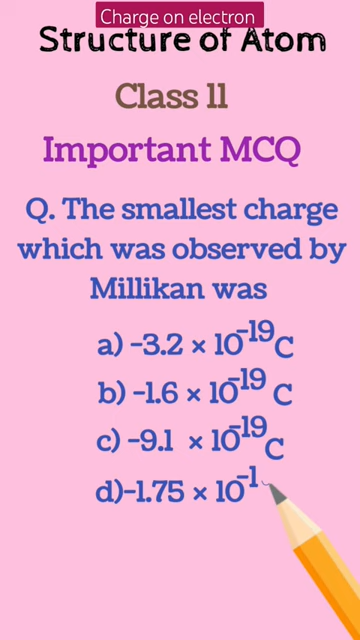 Charge on electron
Structure of Atom
Class 11
Important MCQ
Q. The smallest charge
which was observed by
Millikan was
a) -3.2 × 10⁻¹⁹ C
b) -1.6 × 10⁻¹⁹ C
c) -9.1 × 10⁻¹⁹ C
d)-1.75 × 10⁻¹